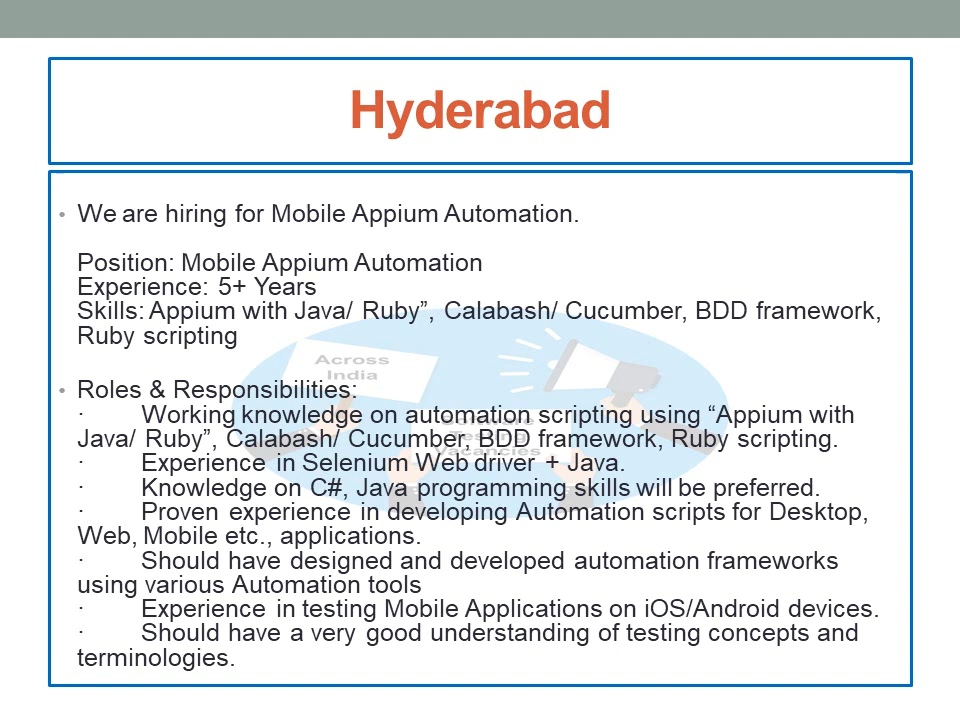 Hyderabad
• We are hiring for Mobile Appium Automation.
Position: Mobile Appium Automation
Experience: 5+ Years
Skills: Appium with Java/ Ruby”, Calabash/ Cucumber, BDD framework,
Ruby scripting
Across
India
• Roles & Responsibilities:
· Working knowledge on automation scripting using “Appium with
Software
Java/ Ruby”, Calabash/ Cucumber, BDD framework, Ruby scripting.
Testing
Vacancies
· Experience in Selenium Web driver + Java.
· Knowledge on C#, Java programming skills will be preferred.
· Proven experience in developing Automation scripts for Desktop,
Web, Mobile etc., applications.
· Should have designed and developed automation frameworks
using various Automation tools
· Experience in testing Mobile Applications on iOS/Android devices.
· Should have a very good understanding of testing concepts and
terminologies.